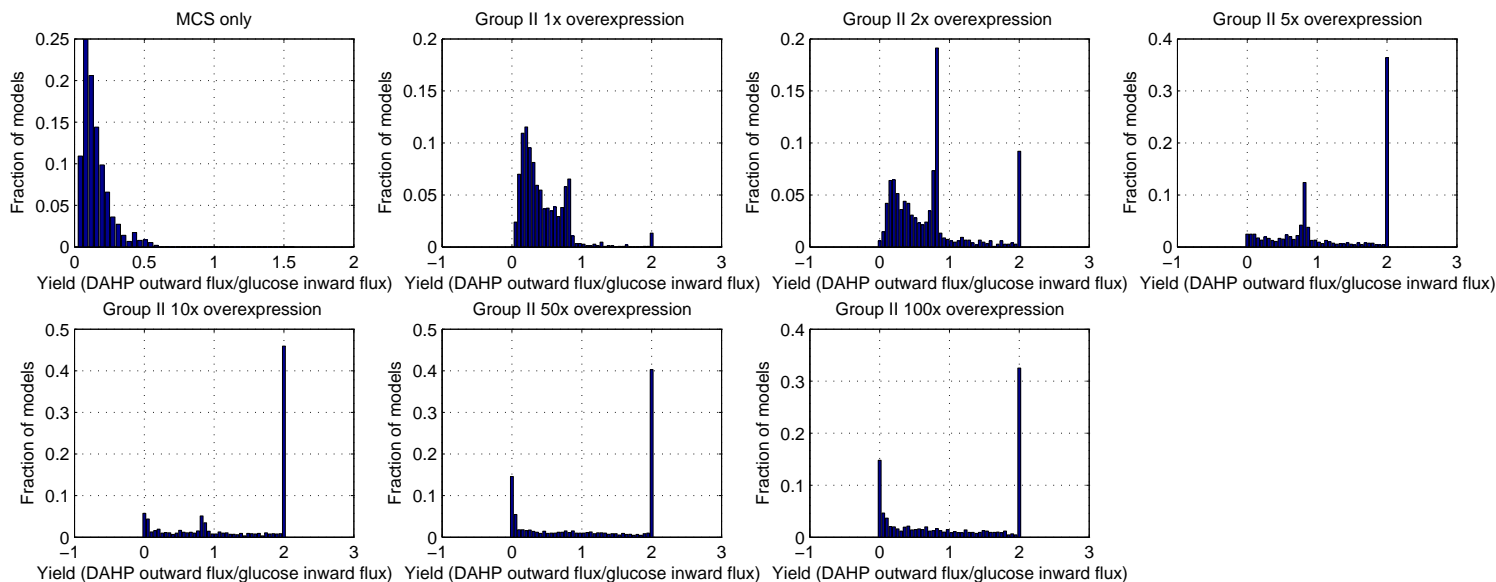 MCS only
Group II 1x overexpression
Group II 2x overexpression
Group II 5x overexpression
Fraction of models
0.25
0.2
0.15
0.1
0.05
0
0 0.5 1 1.5 2
Yield (DAHP outward flux/glucose inward flux)
Fraction of models
0.2
0.15
0.1
0.05
0
−1 0 1 2 3
Yield (DAHP outward flux/glucose inward flux)
Fraction of models
0.2
0.15
0.1
0.05
0
−1 0 1 2 3
Yield (DAHP outward flux/glucose inward flux)
Fraction of models
0.4
0.3
0.2
0.1
0
−1 0 1 2 3
Yield (DAHP outward flux/glucose inward flux)
Group II 10x overexpression
Group II 50x overexpression
Group II 100x overexpression
Fraction of models
0.5
0.4
0.3
0.2
0.1
0
−1 0 1 2 3
Yield (DAHP outward flux/glucose inward flux)
Fraction of models
0.5
0.4
0.3
0.2
0.1
0
−1 0 1 2 3
Yield (DAHP outward flux/glucose inward flux)
Fraction of models
0.4
0.3
0.2
0.1
0
−1 0 1 2 3
Yield (DAHP outward flux/glucose inward flux)